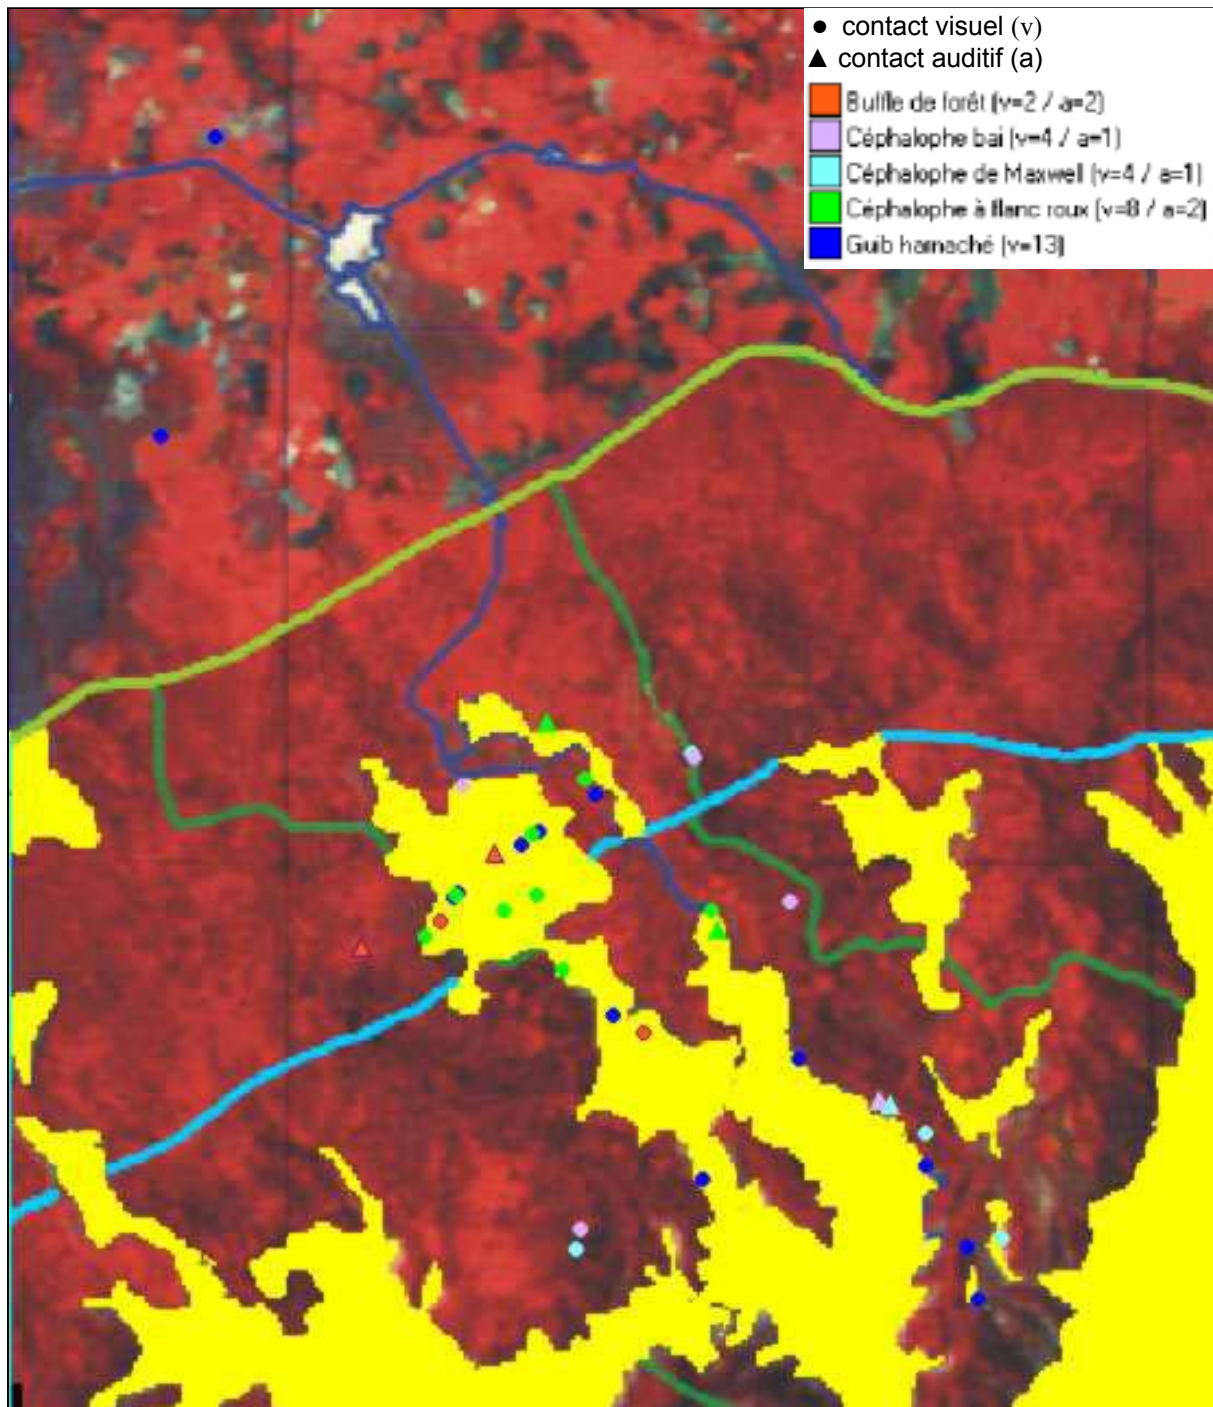 contact visuel (v)
contact auditif (a)
Buffle de forêt (v=2 / a=2)
Céphalophe bai (v=4 / a=1)
Céphalophe de Maxwell (v=4 / a=1)
Céphalophe à flanc roux (v=8 / a=2)
Guib harnaché (v=13)